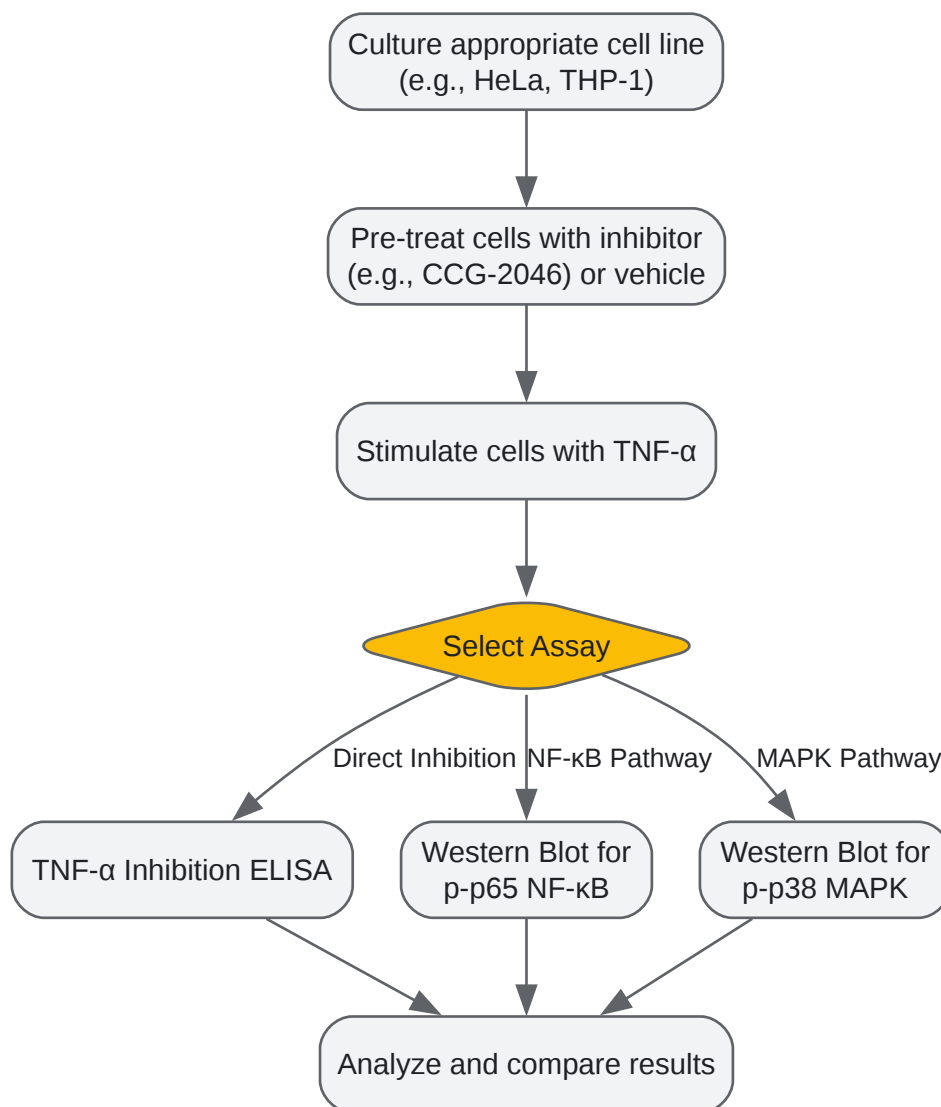 Culture appropriate cell line
(e.g., HeLa, THP-1)
Pre-treat cells with inhibitor
(e.g., CCG-2046) or vehicle
Stimulate cells with TNF-α
Select Assay
Direct Inhibition
NF-κB Pathway
MAPK Pathway
TNF-α Inhibition ELISA
Western Blot for
p-p65 NF-κB
Western Blot for
p-p38 MAPK
Analyze and compare results